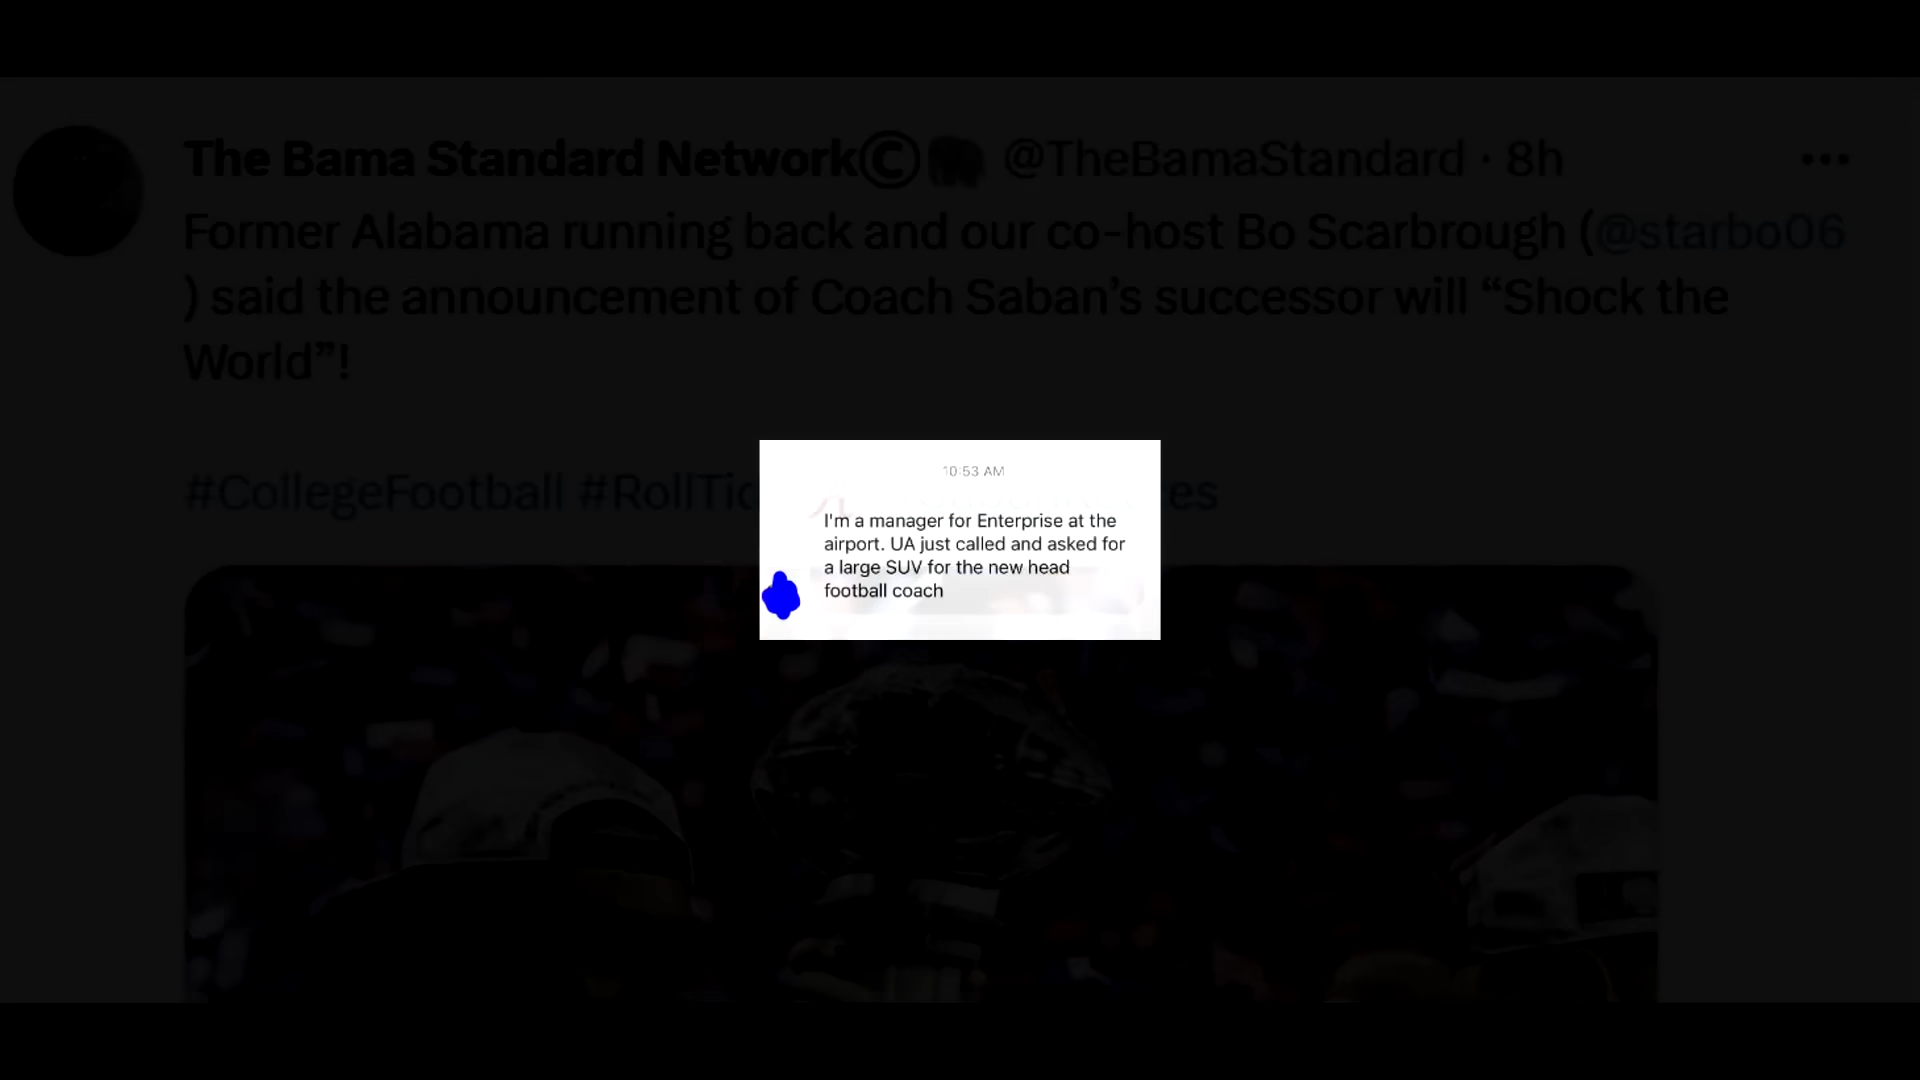 The Bama Standard Network©🐘 @TheBamaStandard · 8h
Former Alabama running back and our co-host Bo Scarbrough (@starbo06
) said the announcement of Coach Saban’s successor will “Shock the
World”!
#CollegeFootball
10:53 AM
I'm a manager for Enterprise at the
airport. UA just called and asked for
a large SUV for the new head
football coach